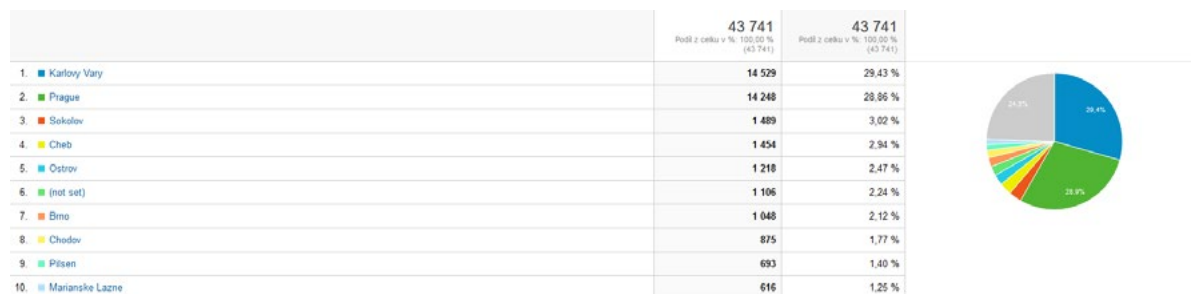 43 741 43 741
Podíl z celku v %: 100,00 % Podíl z celku v %: 100,00 %
(43 741) (43 741)
1. Karlovy Vary 14 529 29,43 %
2. Prague 14 248 28,86 %
3. Sokolov 1 489 3,02 %
4. Cheb 1 454 2,94 %
5. Ostrov 1 218 2,47 %
6. (not set) 1 106 2,24 %
7. Brno 1 048 2,12 %
8. Chodov 875 1,77 %
9. Pilsen 693 1,40 %
10. Marianske Lazne 616 1,25 %
29,4%
28,9%